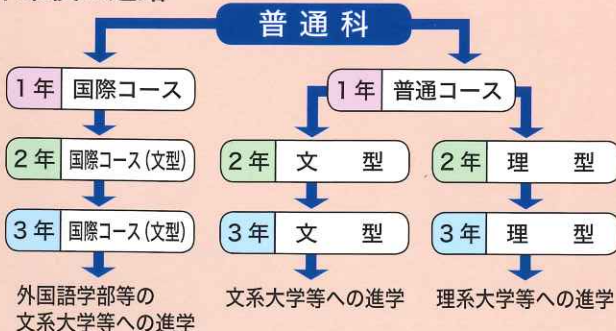 普通科
1年 国際コース
1年 普通コース
2年 国際コース(文型)
2年 文型
2年 理型
3年 国際コース(文型)
3年 文型
3年 理型
外国語学部等の
文系大学等への進学
文系大学等への進学
理系大学等への進学